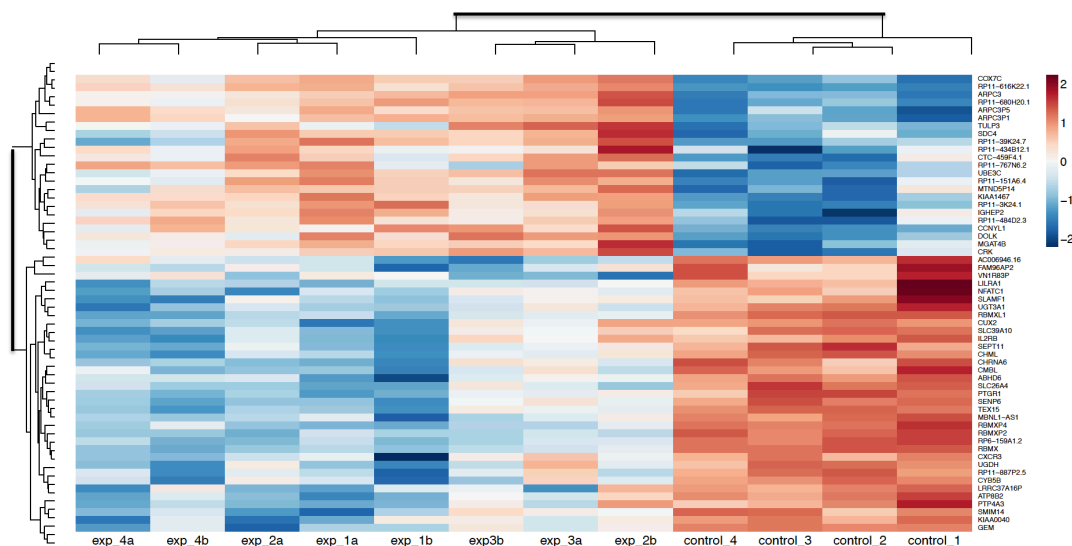 COX7C
RP11-616K22.1
ARPC3
RP11-680H20.1
ARPC3P5
ARPC3P1
TULP3
SDC4
RP11-39K24.7
RP11-434B12.1
CTC-459F4.1
RP11-767N6.2
UBE3C
RP11-151A6.4
MTND5P14
KIAA1467
RP11-3K24.1
IGHEP2
RP11-484D2.3
CCNYL1
DOLK
MGAT4B
CRK
AC006946.16
FAM96AP2
VN1R83P
LILRA1
NFATC1
SLAMF1
UGT3A1
RBMXL1
CUX2
SLC39A10
IL2RB
SEPT11
CHML
CHRNA6
CMBL
ABHD6
SLC26A4
PTGR1
SENP6
TEX15
MBNL1-AS1
RBMXP4
RBMXP2
RP6-159A1.2
RBMX
CXCR3
UGDH
RP11-887P2.5
CYB5B
LRRC37A16P
ATP8B2
PTP4A3
SMIM14
KIAA0040
GEM
2
1
0
−1
−2
exp_4a exp_4b exp_2a exp_1a exp_1b exp3b exp_3a exp_2b control_4 control_3 control_2 control_1